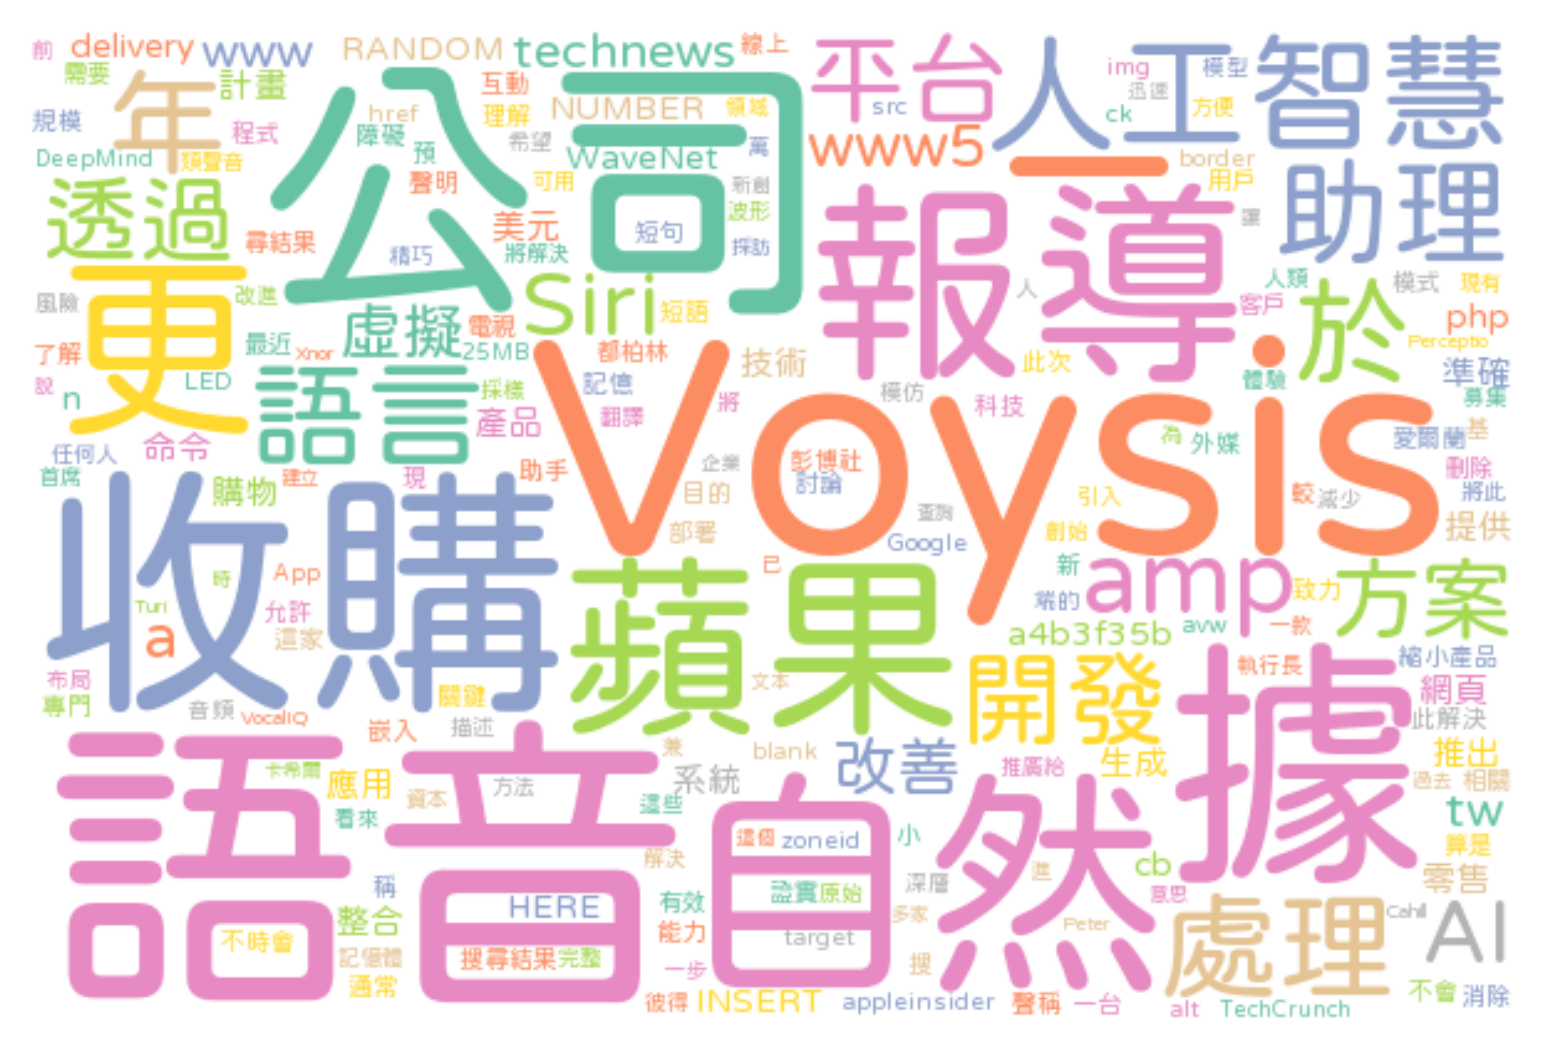 前 delivery www RANDOM technews 線上 平台 人工智慧
需要 年 計畫 公司 互動 img 模型
規模 程式 href 障礙 理解 NUMBER 領域 src 迅速 ck 方便
DeepMind 類聲音 預 希望 WaveNet 萬 www5 一 border
透過 聲明 可用 新創 報導 用戶 助理
尋結果 精巧 美元 將解決 短句 波形 採訪 讓
更 風險 改進 虛擬 Siri 短語 人 客戶 人類 於 模式 現有
了解 最近 Xnor 電視 25MB 都柏林 技術 此次 php
說 n LED 語言 採樣 記憶 Voysis 體驗 Perceptio 準確
任何人 命令 產品 翻譯 將 模仿 科技 為 外媒 愛爾蘭 基 募集
首席 購物 建立 現 助手 企業 彭博社 討論 刪除
收購 目的 引入 較 減少 將此
部署 查詢 Google 創始 提供
時 App 蘋果 已 新 amp 致力 方案
Turi a 允許 這家 端的 a4b3f35b avw 一款
布局 文本 開發 據 執行長 縮小產品
專門 音頻 VocalIQ 關鍵 網頁
語音 嵌入 描述 兼 blank 改善 此解決
卡希爾 應用 方法 系統 自然 推廣給 生成 推出
看來 資本 這些 過去 相關
解決 這個 zoneid 小 cb tw 算是
稱 HERE 有效 證實 原始 深層 進 意思 零售
不時會 整合 能力 target 多家 Peter 處理 Cahill AI
記憶體 搜尋結果 完整 一步 搜
通常 彼得 INSERT appleinsider 聲稱 一台 alt TechCrunch 不會 消除